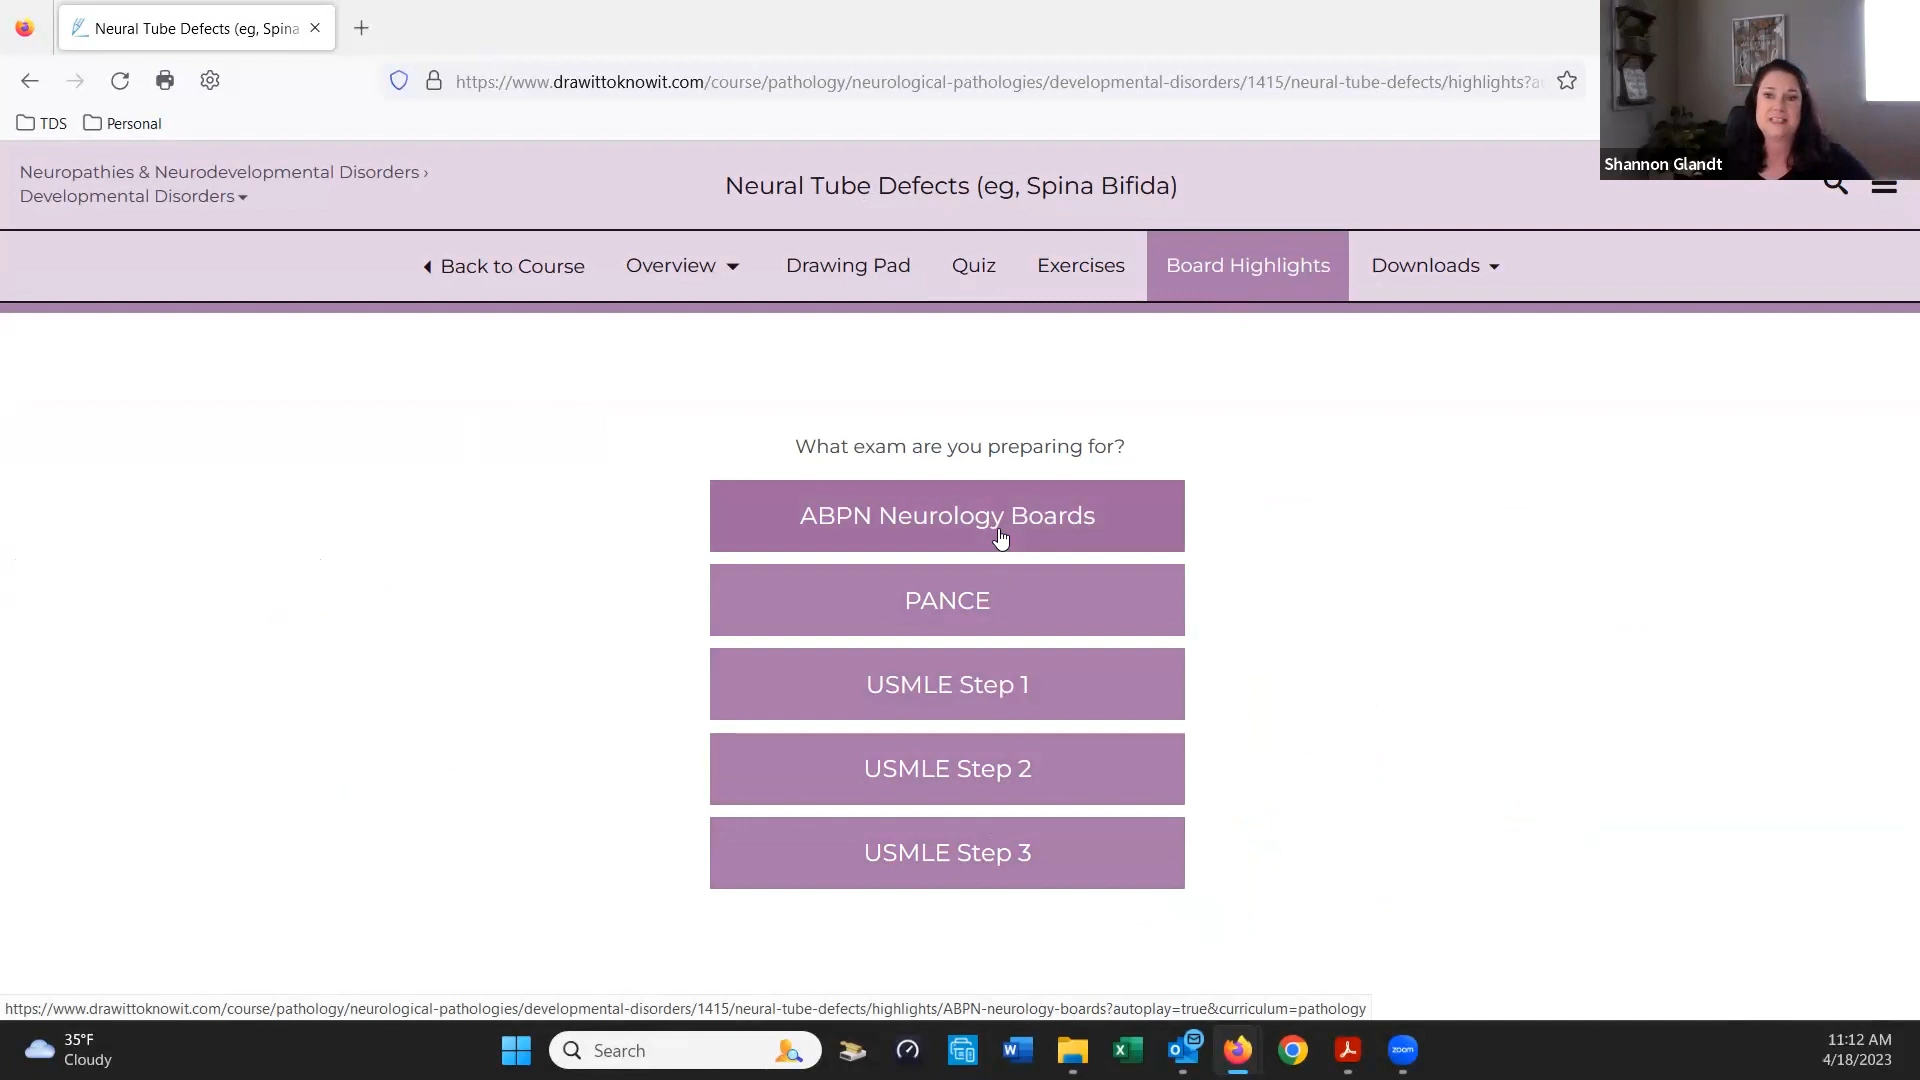 Neural Tube Defects (eg, Spina
https://www.drawittoknowit.com/course/pathology/neurological-pathologies/developmental-disorders/1415/neural-tube-defects/highlights?a
TDS
Personal
Shannon Glandt
Neuropathies & Neurodevelopmental Disorders ›
Developmental Disorders
Neural Tube Defects (eg, Spina Bifida)
Back to Course
Overview
Drawing Pad
Quiz
Exercises
Board Highlights
Downloads
What exam are you preparing for?
ABPN Neurology Boards
PANCE
USMLE Step 1
USMLE Step 2
USMLE Step 3
https://www.drawittoknowit.com/course/pathology/neurological-pathologies/developmental-disorders/1415/neural-tube-defects/highlights/ABPN-neurology-boards?autoplay=true&curriculum=pathology
35°F
Cloudy
Search
zoom
11:12 AM
4/18/2023